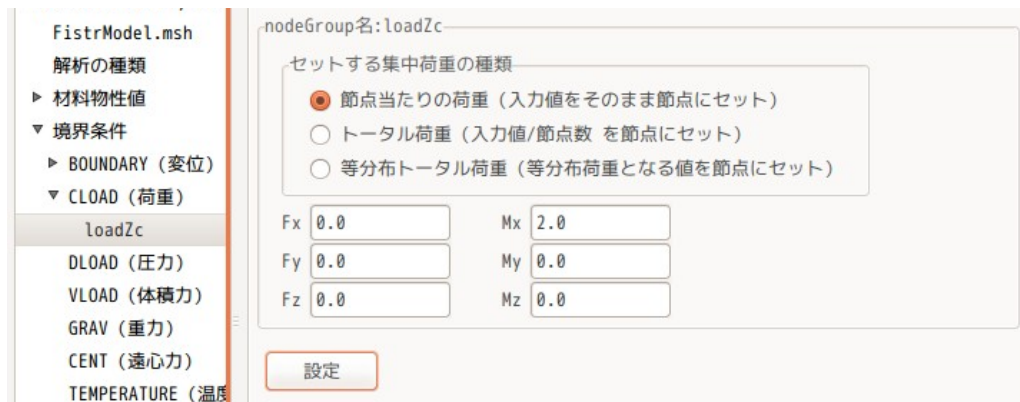 FistrModel.msh
解析の種類
▶ 材料物性値
▼ 境界条件
▶ BOUNDARY (変位)
▼ CLOAD (荷重)
loadZc
DLOAD (圧力)
VLOAD (体積力)
GRAV (重力)
CENT (遠心力)
TEMPERATURE (温度
nodeGroup名:loadZc
セットする集中荷重の種類
節点当たりの荷重 (入力値をそのまま節点にセット)
トータル荷重 (入力値/節点数 を節点にセット)
等分布トータル荷重 (等分布荷重となる値を節点にセット)
Fx 0.0 Mx 2.0
Fy 0.0 My 0.0
Fz 0.0 Mz 0.0
設定